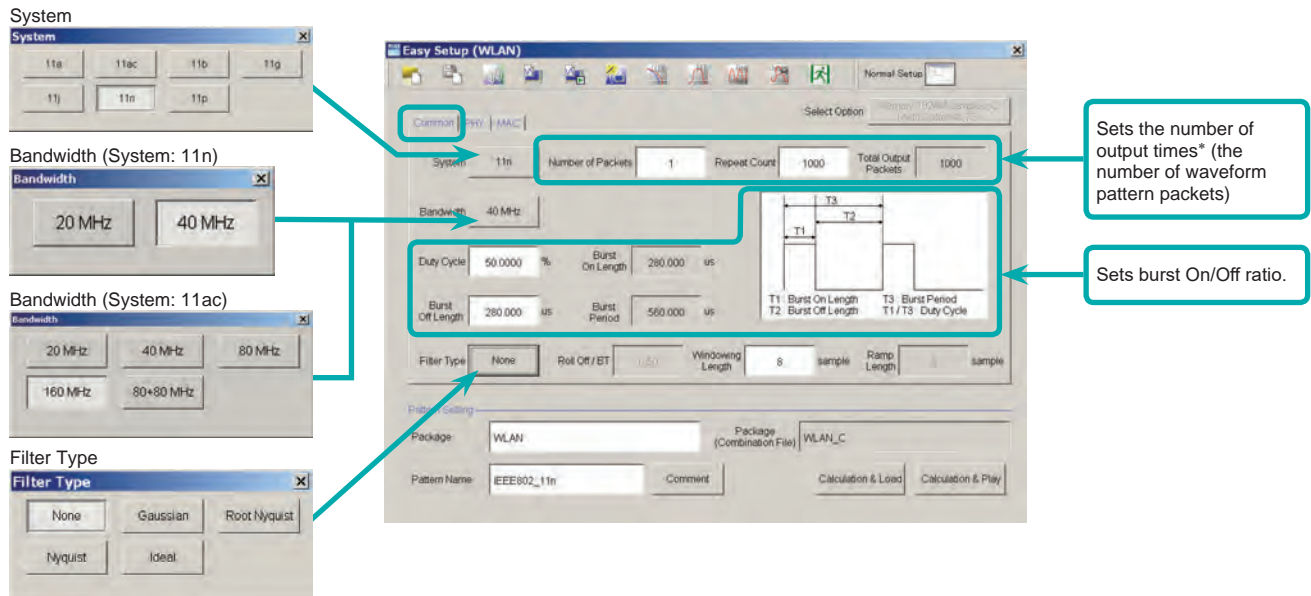 System
System
11a 11ac 11b 11g
11j 11n 11p
Bandwidth (System: 11n)
Bandwidth
20 MHz 40 MHz
Bandwidth (System: 11ac)
Bandwidth
20 MHz 40 MHz 80 MHz
160 MHz 80+80 MHz
Filter Type
Filter Type
None Gaussian Root Nyquist
Nyquist Ideal
Easy Setup (WLAN)
Normal Setup
Select Option
Common PHY MAC
System 11n Number of Packets 1 Repeat Count 1000 Total Output Packets 1000
Bandwidth 40 MHz
Duty Cycle 50.0000 % Burst On Length 280.000 us
Burst Off Length 280.000 us Burst Period 560.000 us
T3
T2
T1
T1 Burst On Length T3 Burst Period
T2 Burst Off Length T1/T3 Duty Cycle
Filter Type None Roll Off / BT 0.50 Windowing Length 8 sample Ramp Length sample
Pattern Setting
Package WLAN Package (Combination File) WLAN_C
Pattern Name IEEE802_11n Comment Calculation & Load Calculation & Play
Sets the number of
output times* (the
number of waveform
pattern packets)
Sets burst On/Off ratio.